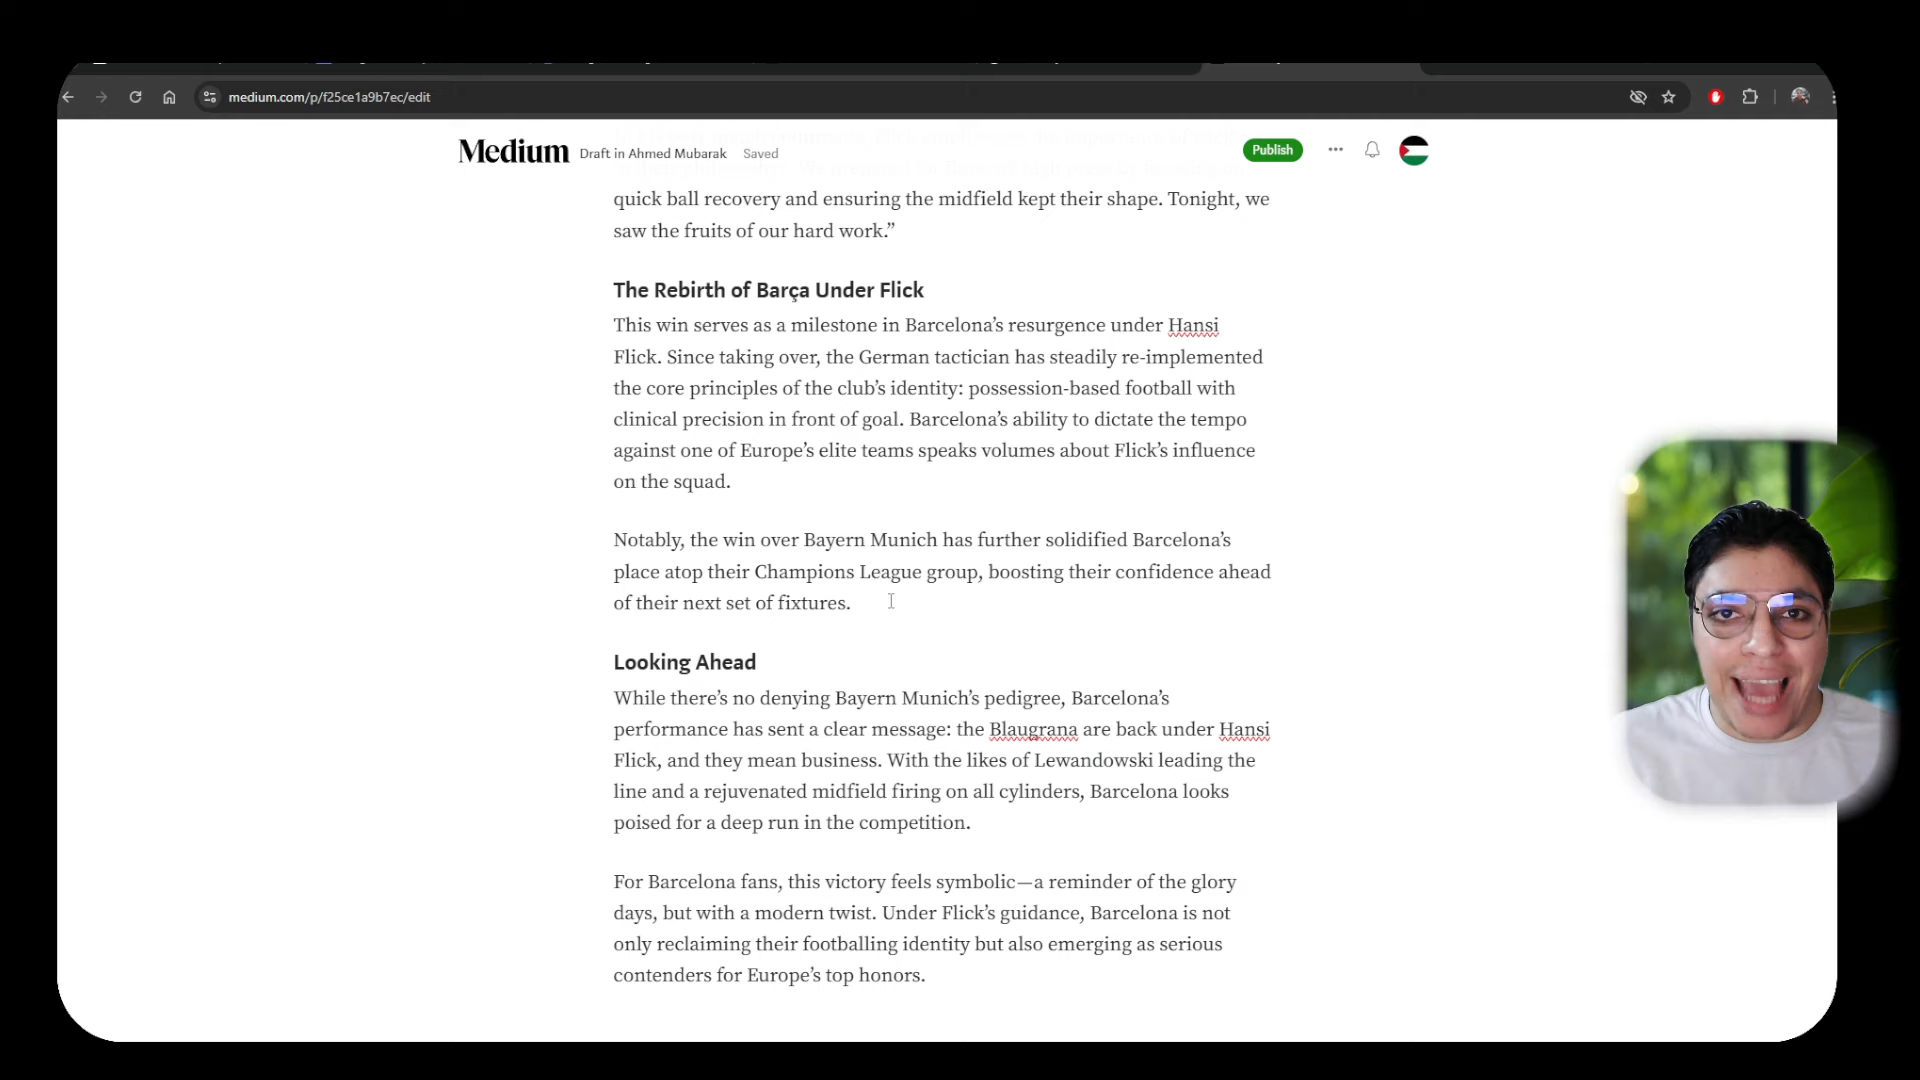 medium.com/p/f25ce1a9b7ec/edit
Medium Draft in Ahmed Mubarak Saved Publish
quick ball recovery and ensuring the midfield kept their shape. Tonight, we
saw the fruits of our hard work.”
The Rebirth of Barça Under Flick
This win serves as a milestone in Barcelona’s resurgence under Hansi
Flick. Since taking over, the German tactician has steadily re-implemented
the core principles of the club’s identity: possession-based football with
clinical precision in front of goal. Barcelona’s ability to dictate the tempo
against one of Europe’s elite teams speaks volumes about Flick’s influence
on the squad.
Notably, the win over Bayern Munich has further solidified Barcelona’s
place atop their Champions League group, boosting their confidence ahead
of their next set of fixtures.
Looking Ahead
While there’s no denying Bayern Munich’s pedigree, Barcelona’s
performance has sent a clear message: the Blaugrana are back under Hansi
Flick, and they mean business. With the likes of Lewandowski leading the
line and a rejuvenated midfield firing on all cylinders, Barcelona looks
poised for a deep run in the competition.
For Barcelona fans, this victory feels symbolic—a reminder of the glory
days, but with a modern twist. Under Flick’s guidance, Barcelona is not
only reclaiming their footballing identity but also emerging as serious
contenders for Europe’s top honors.